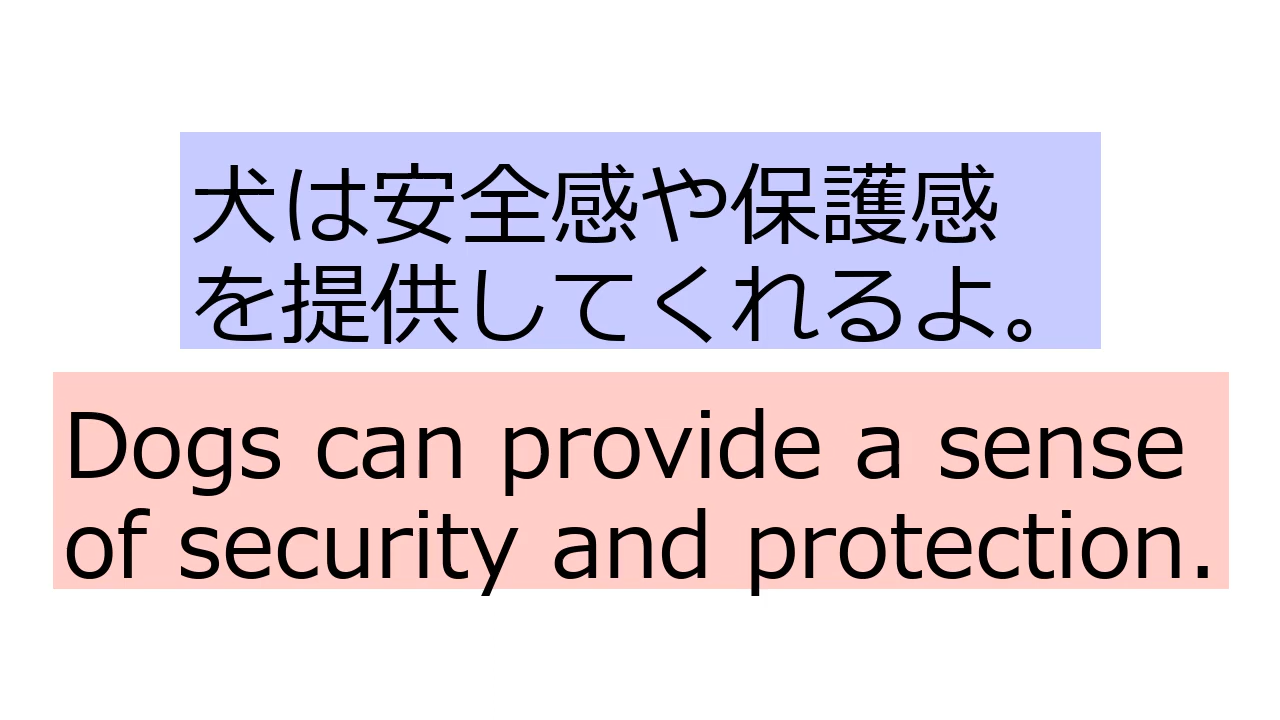 犬は安全感や保護感
を提供してくれるよ。
Dogs can provide a sense
of security and protection.